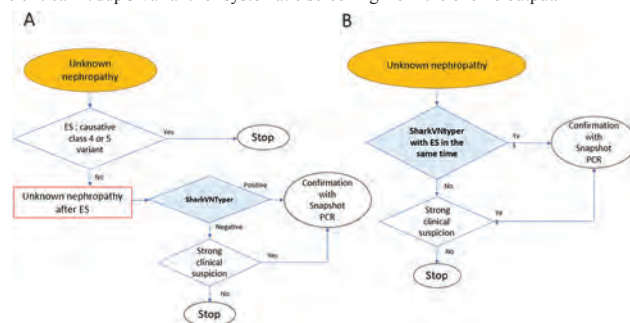 A
B
Unknown
nephropathy
ES : causative
class 4 or 5
variant
Yes
Stop
No
Unknown nephropathy
after ES
SharkVNTyper
Positive
Confirmation
with
Snapshot
PCR
Negative
Strong
clinical
suspicion
Yes
No
Stop
Unknown nephropathy
SharkVNtyper
with ES in the
same time
Ye
s
Confirmation
with
Snapshot
PCR
No
Strong
clinical
suspicion
Ye
s
No
Stop